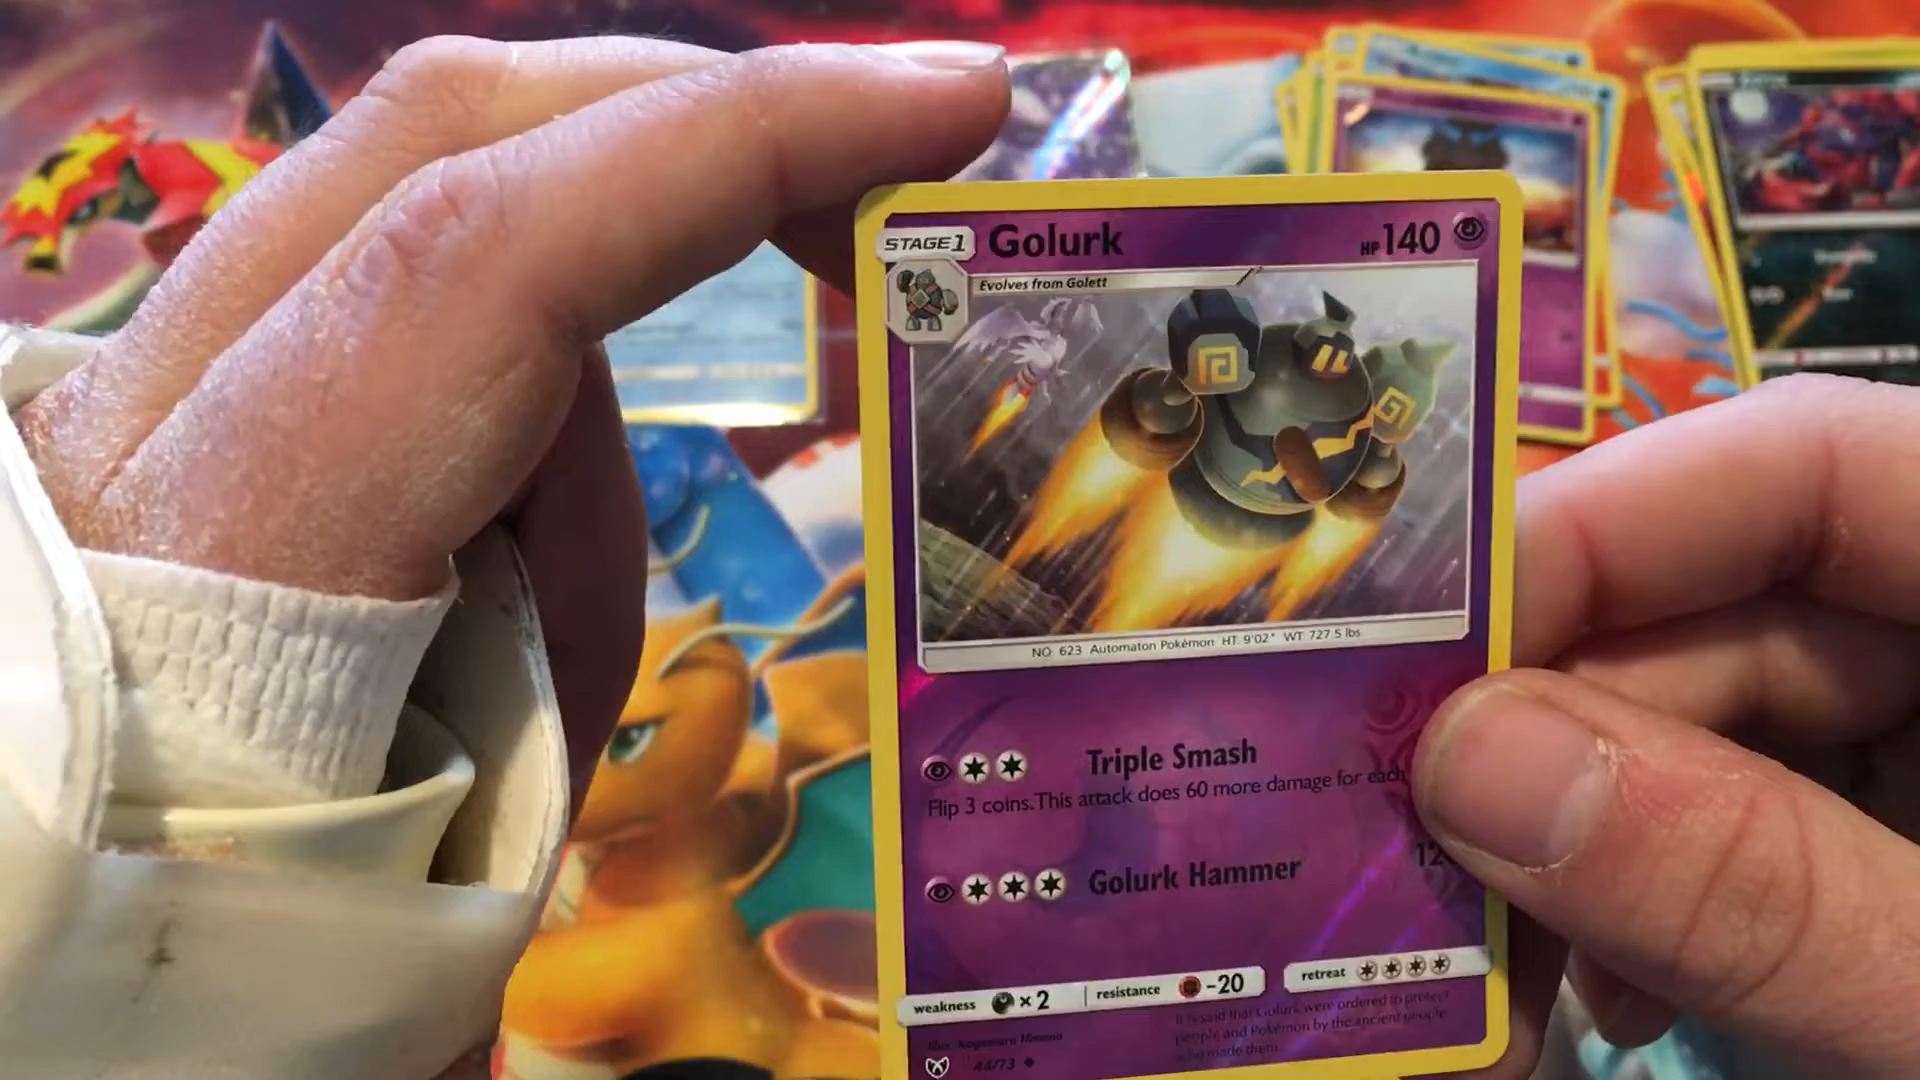 STAGE1 Golurk HP140
Evolves from Golett
NO. 623 Automaton Pokémon HT: 9'02" WT: 727.5 lbs.
Triple Smash
Flip 3 coins. This attack does 60 more damage for each
Golurk Hammer 12
weakness ×2 resistance -20 retreat
It is said that Golurk were ordered to protect
people and Pokémon by the ancient people
who made them.
Illus. Kagemaru Himeno
44/73